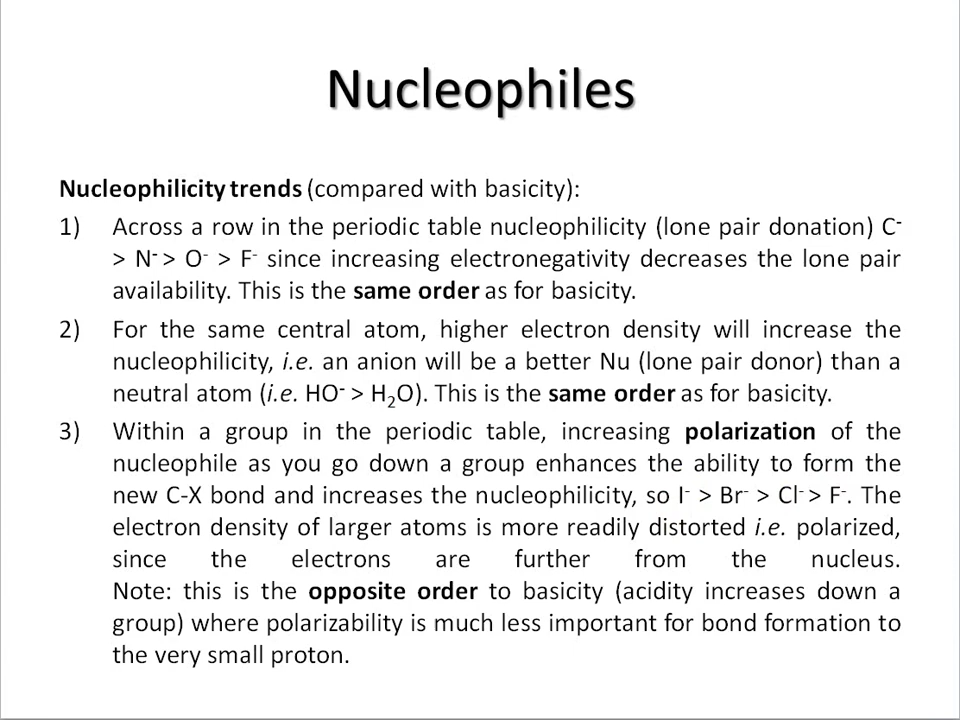 Nucleophiles
Nucleophilicity trends (compared with basicity):
1) Across a row in the periodic table nucleophilicity (lone pair donation) C⁻
> N⁻ > O⁻ > F⁻ since increasing electronegativity decreases the lone pair
availability. This is the same order as for basicity.
2) For the same central atom, higher electron density will increase the
nucleophilicity, i.e. an anion will be a better Nu (lone pair donor) than a
neutral atom (i.e. HO⁻ > H₂O). This is the same order as for basicity.
3) Within a group in the periodic table, increasing polarization of the
nucleophile as you go down a group enhances the ability to form the
new C-X bond and increases the nucleophilicity, so I⁻ > Br⁻ > Cl⁻ > F⁻. The
electron density of larger atoms is more readily distorted i.e. polarized,
since the electrons are further from the nucleus.
Note: this is the opposite order to basicity (acidity increases down a
group) where polarizability is much less important for bond formation to
the very small proton.